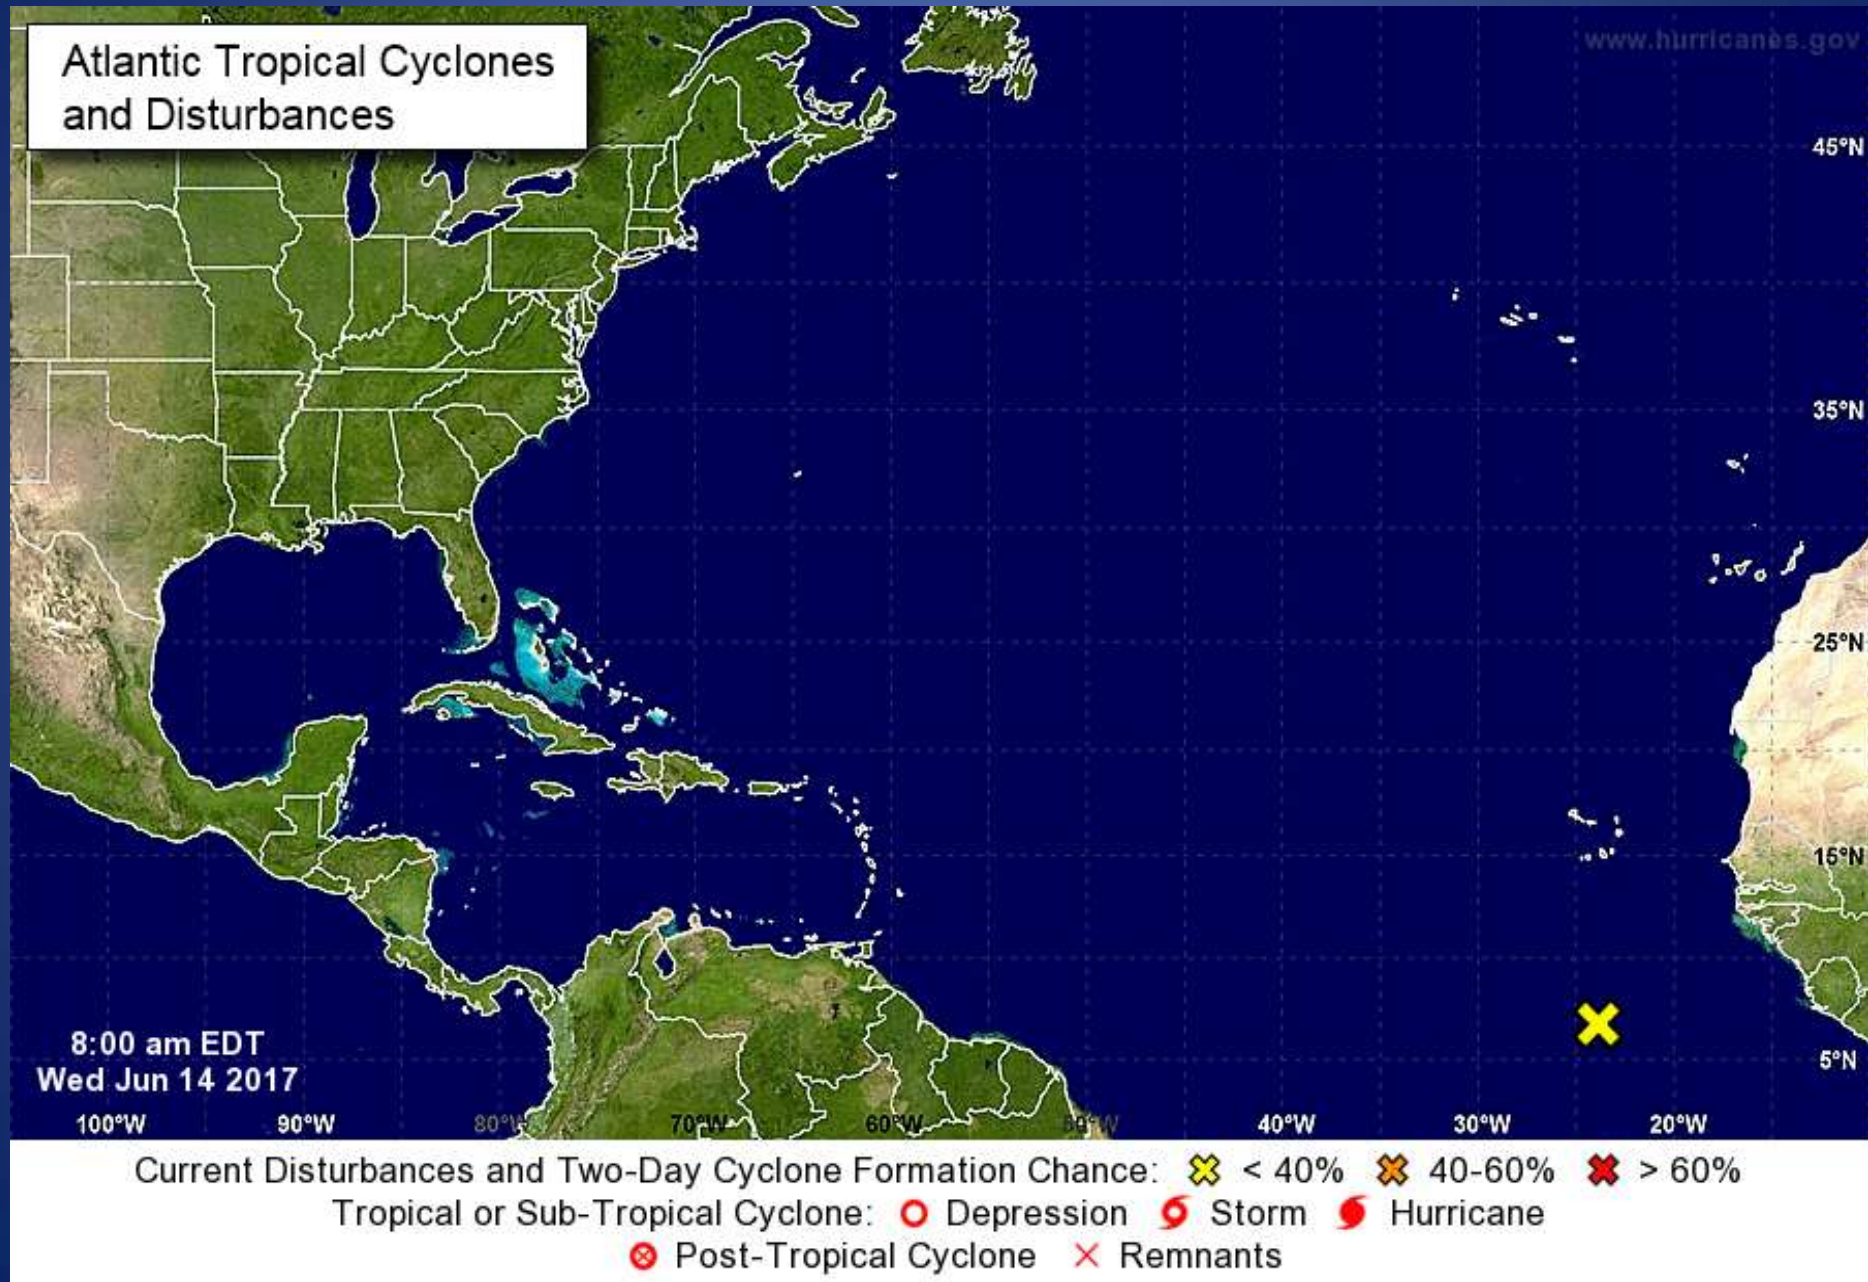 Atlantic Tropical Cyclones
and Disturbances
www.hurricanes.gov
45°N
35°N
25°N
15°N
5°N
8:00 am EDT
Wed Jun 14 2017
100°W 90°W 80°W 70°W 60°W 50°W 40°W 30°W 20°W
Current Disturbances and Two-Day Cyclone Formation Chance: < 40% 40-60% > 60%
Tropical or Sub-Tropical Cyclone: Depression Storm Hurricane
Post-Tropical Cyclone Remnants